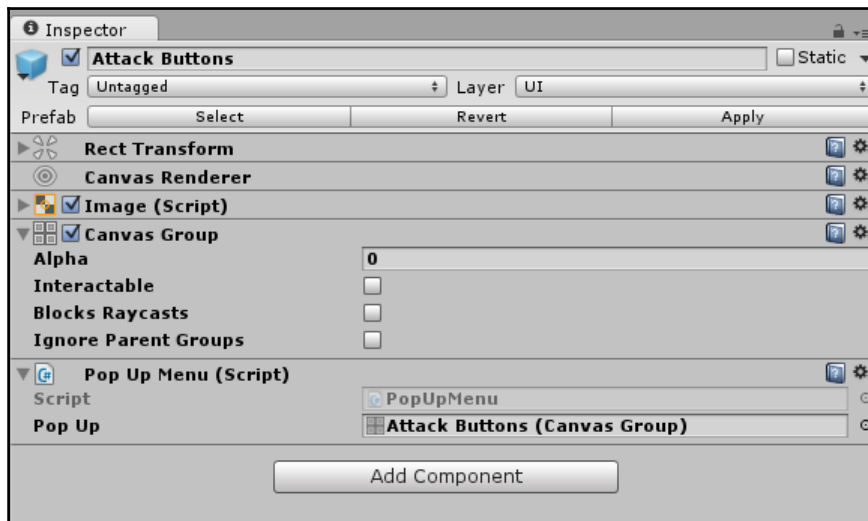 Inspector
Attack Buttons Static
Tag Untagged Layer UI
Prefab Select Revert Apply
Rect Transform
Canvas Renderer
Image (Script)
Canvas Group
Alpha 0
Interactable
Blocks Raycasts
Ignore Parent Groups
Pop Up Menu (Script)
Script PopUpMenu
Pop Up Attack Buttons (Canvas Group)
Add Component